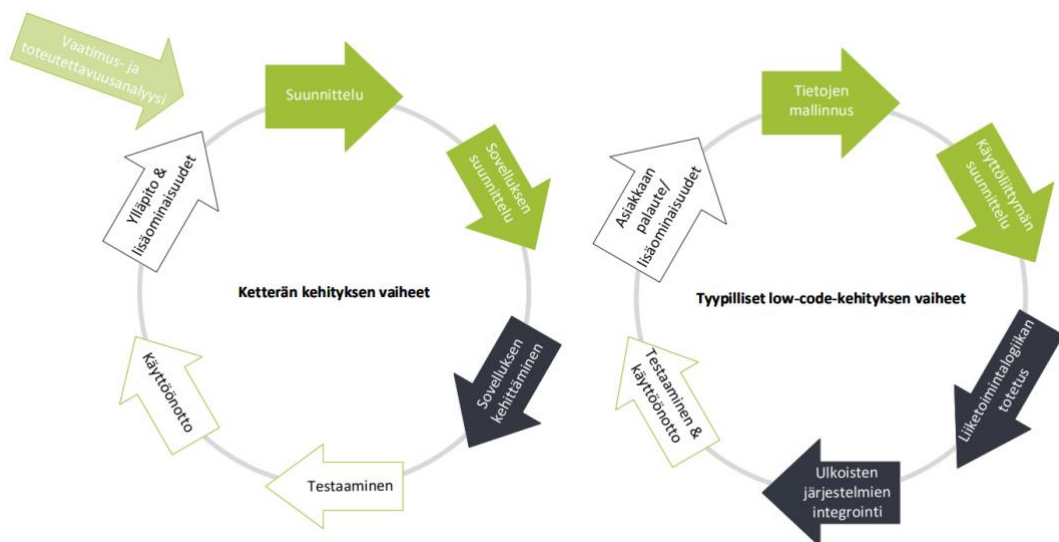 Vaatimus- ja
toteutettavuusanalyysi
Suunnittelu
Sovelluksen
suunnittelu
Sovelluksen
kehittäminen
Testaaminen
Käyttöönotto
Ylläpito &
lisäominaisuudet
Ketterän kehityksen vaiheet
Tietojen
mallinnus
Käyttöliittymän
suunnittelu
Liiketoimintalogiikan
totetus
Ulkoisten
järjestelmien
integrointi
Testaaminen &
käyttöönotto
Asiakkaan
palaute/
lisäominaisuudet
Tyypilliset low-code-kehityksen vaiheet